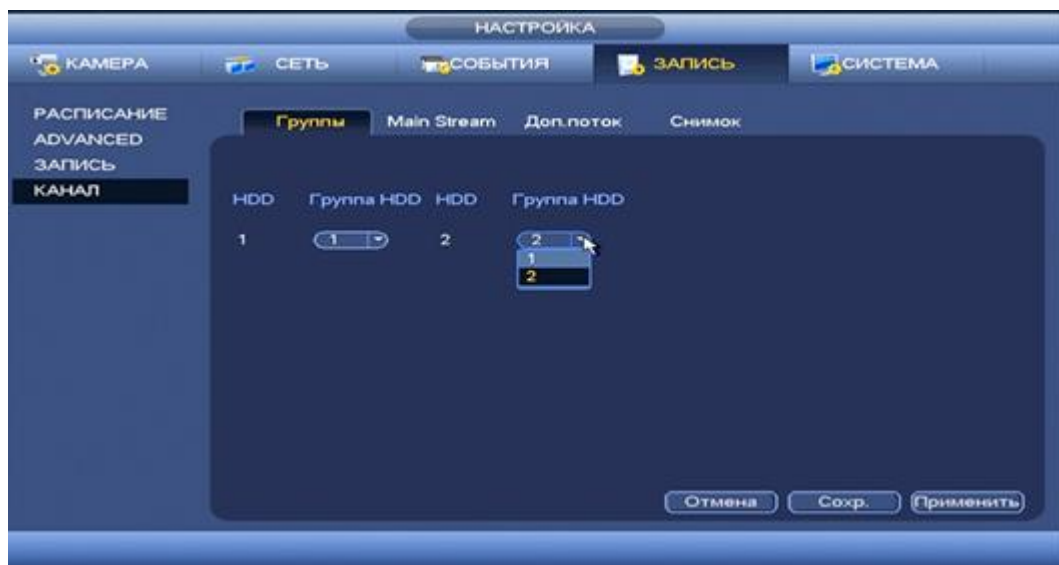 НАСТРОЙКА
КАМЕРА СЕТЬ СОБЫТИЯ ЗАПИСЬ СИСТЕМА
РАСПИСАНИЕ
ADVANCED
ЗАПИСЬ
КАНАЛ
Группы Main Stream Доп.поток Снимок
HDD Группа HDD HDD Группа HDD
1 1 2 2
1
2
Отмена Сохр. Применить